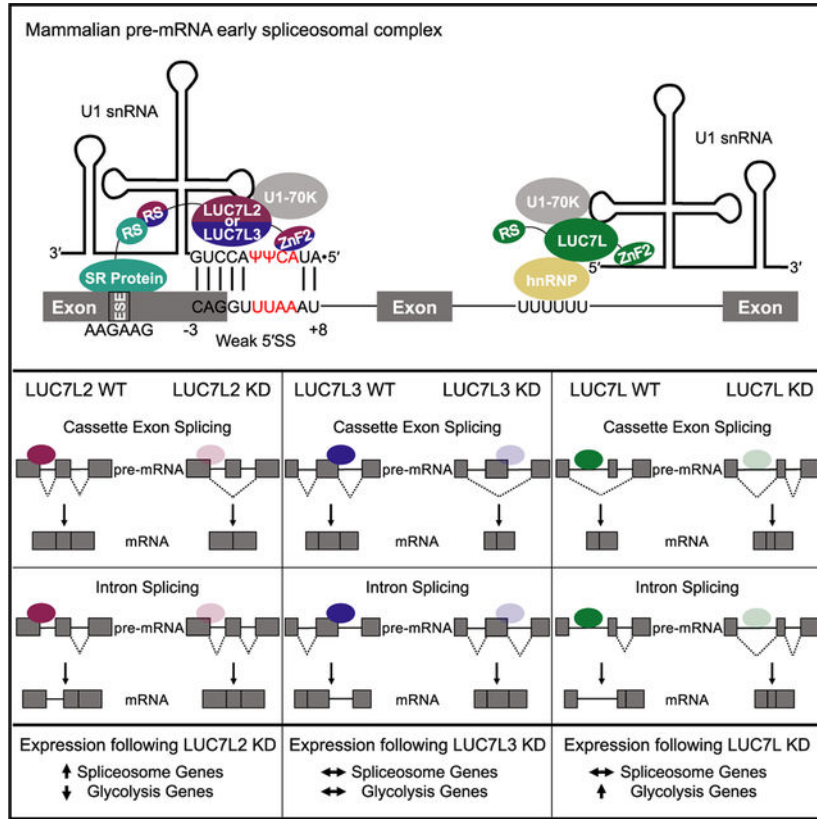 Mammalian pre-mRNA early spliceosomal complex
U1 snRNA
U1 snRNA
U1-70K
U1-70K
RS
RS
LUC7L2
or
LUC7L3
ZnF2
RS
LUC7L
ZnF2
3′
GUCCAΨΨCAUA•5′
5′
3′
SR Protein
hnRNP
Exon
ESE
CAGGUUUAAAU
Exon
UUUUUU
Exon
AAGAAG
-3
+8
Weak 5′SS
LUC7L2 WT LUC7L2 KD
Cassette Exon Splicing
pre-mRNA
mRNA
Intron Splicing
pre-mRNA
mRNA
Expression following LUC7L2 KD
↑ Spliceosome Genes
↓ Glycolysis Genes
LUC7L3 WT LUC7L3 KD
Cassette Exon Splicing
pre-mRNA
mRNA
Intron Splicing
pre-mRNA
mRNA
Expression following LUC7L3 KD
↔ Spliceosome Genes
↔ Glycolysis Genes
LUC7L WT LUC7L KD
Cassette Exon Splicing
pre-mRNA
mRNA
Intron Splicing
pre-mRNA
mRNA
Expression following LUC7L KD
↔ Spliceosome Genes
↑ Glycolysis Genes